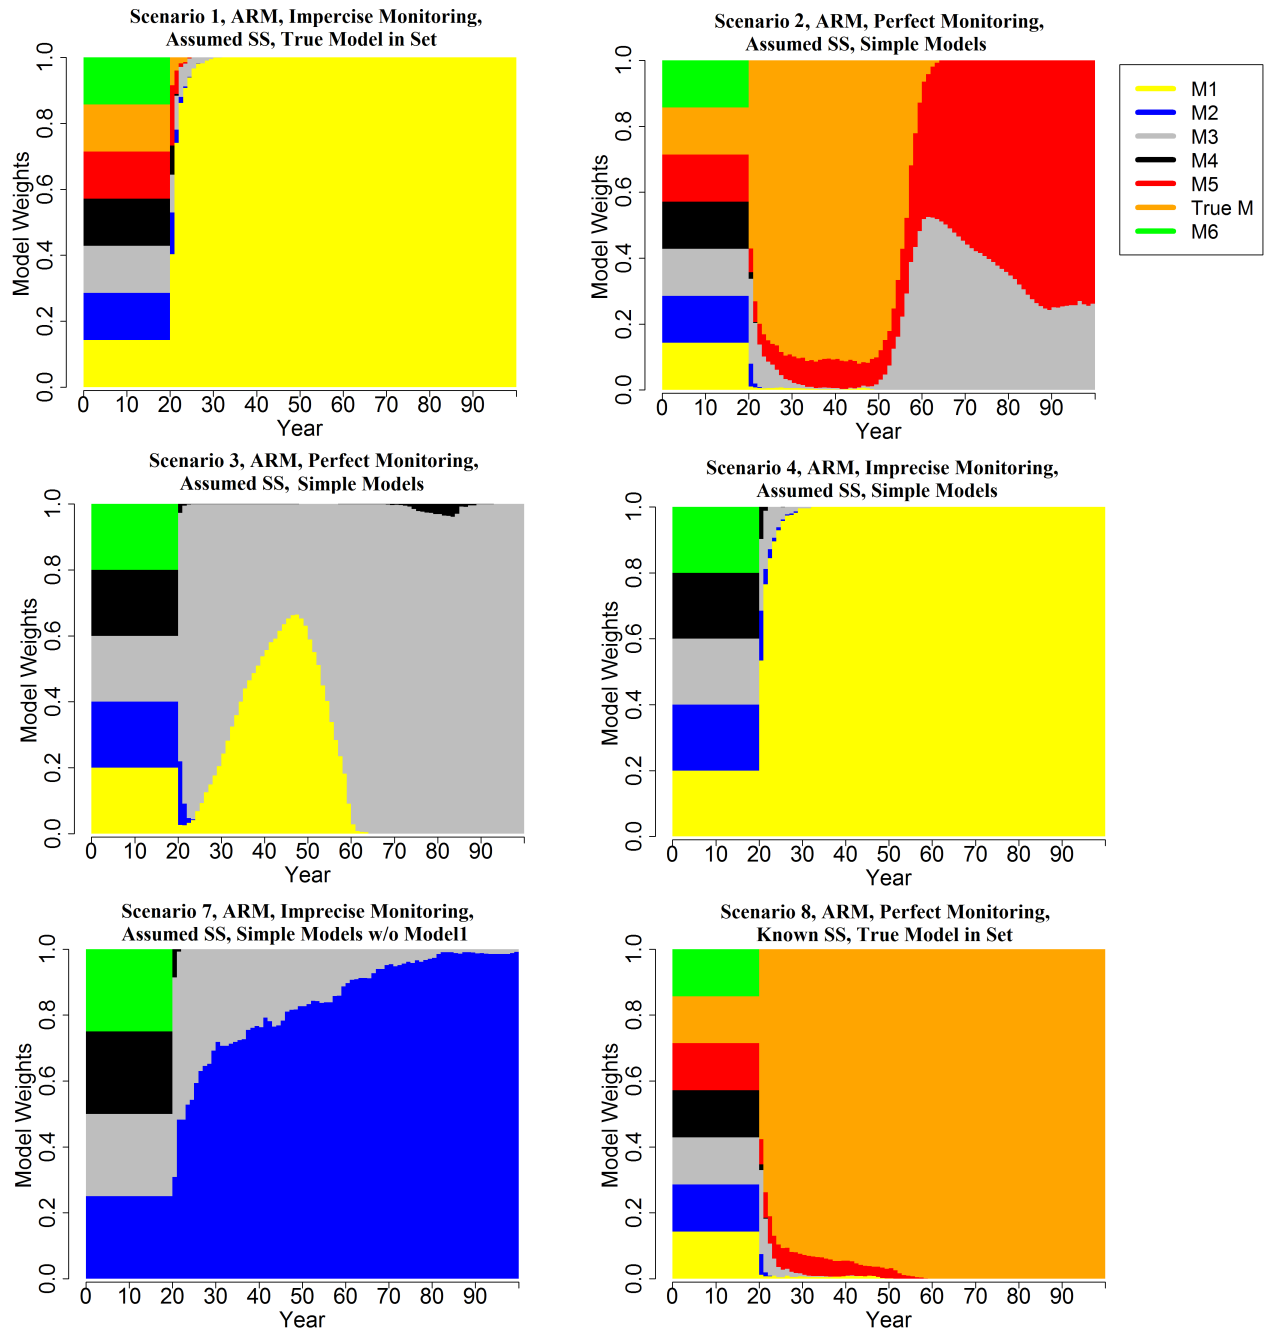 Scenario 1, ARM, Impercise Monitoring,
Assumed SS, True Model in Set
Model Weights
0.0 0.2 0.4 0.6 0.8 1.0
0 10 20 30 40 50 60 70 80 90
Year
Scenario 2, ARM, Perfect Monitoring,
Assumed SS, Simple Models
Model Weights
0.0 0.2 0.4 0.6 0.8 1.0
0 10 20 30 40 50 60 70 80 90
Year
M1
M2
M3
M4
M5
True M
M6
Scenario 3, ARM, Perfect Monitoring,
Assumed SS, Simple Models
Model Weights
0.0 0.2 0.4 0.6 0.8 1.0
0 10 20 30 40 50 60 70 80 90
Year
Scenario 4, ARM, Imprecise Monitoring,
Assumed SS, Simple Models
Model Weights
0.0 0.2 0.4 0.6 0.8 1.0
0 10 20 30 40 50 60 70 80 90
Year
Scenario 7, ARM, Imprecise Monitoring,
Assumed SS, Simple Models w/o Model1
Model Weights
0.0 0.2 0.4 0.6 0.8 1.0
0 10 20 30 40 50 60 70 80 90
Year
Scenario 8, ARM, Perfect Monitoring,
Known SS, True Model in Set
Model Weights
0.0 0.2 0.4 0.6 0.8 1.0
0 10 20 30 40 50 60 70 80 90
Year